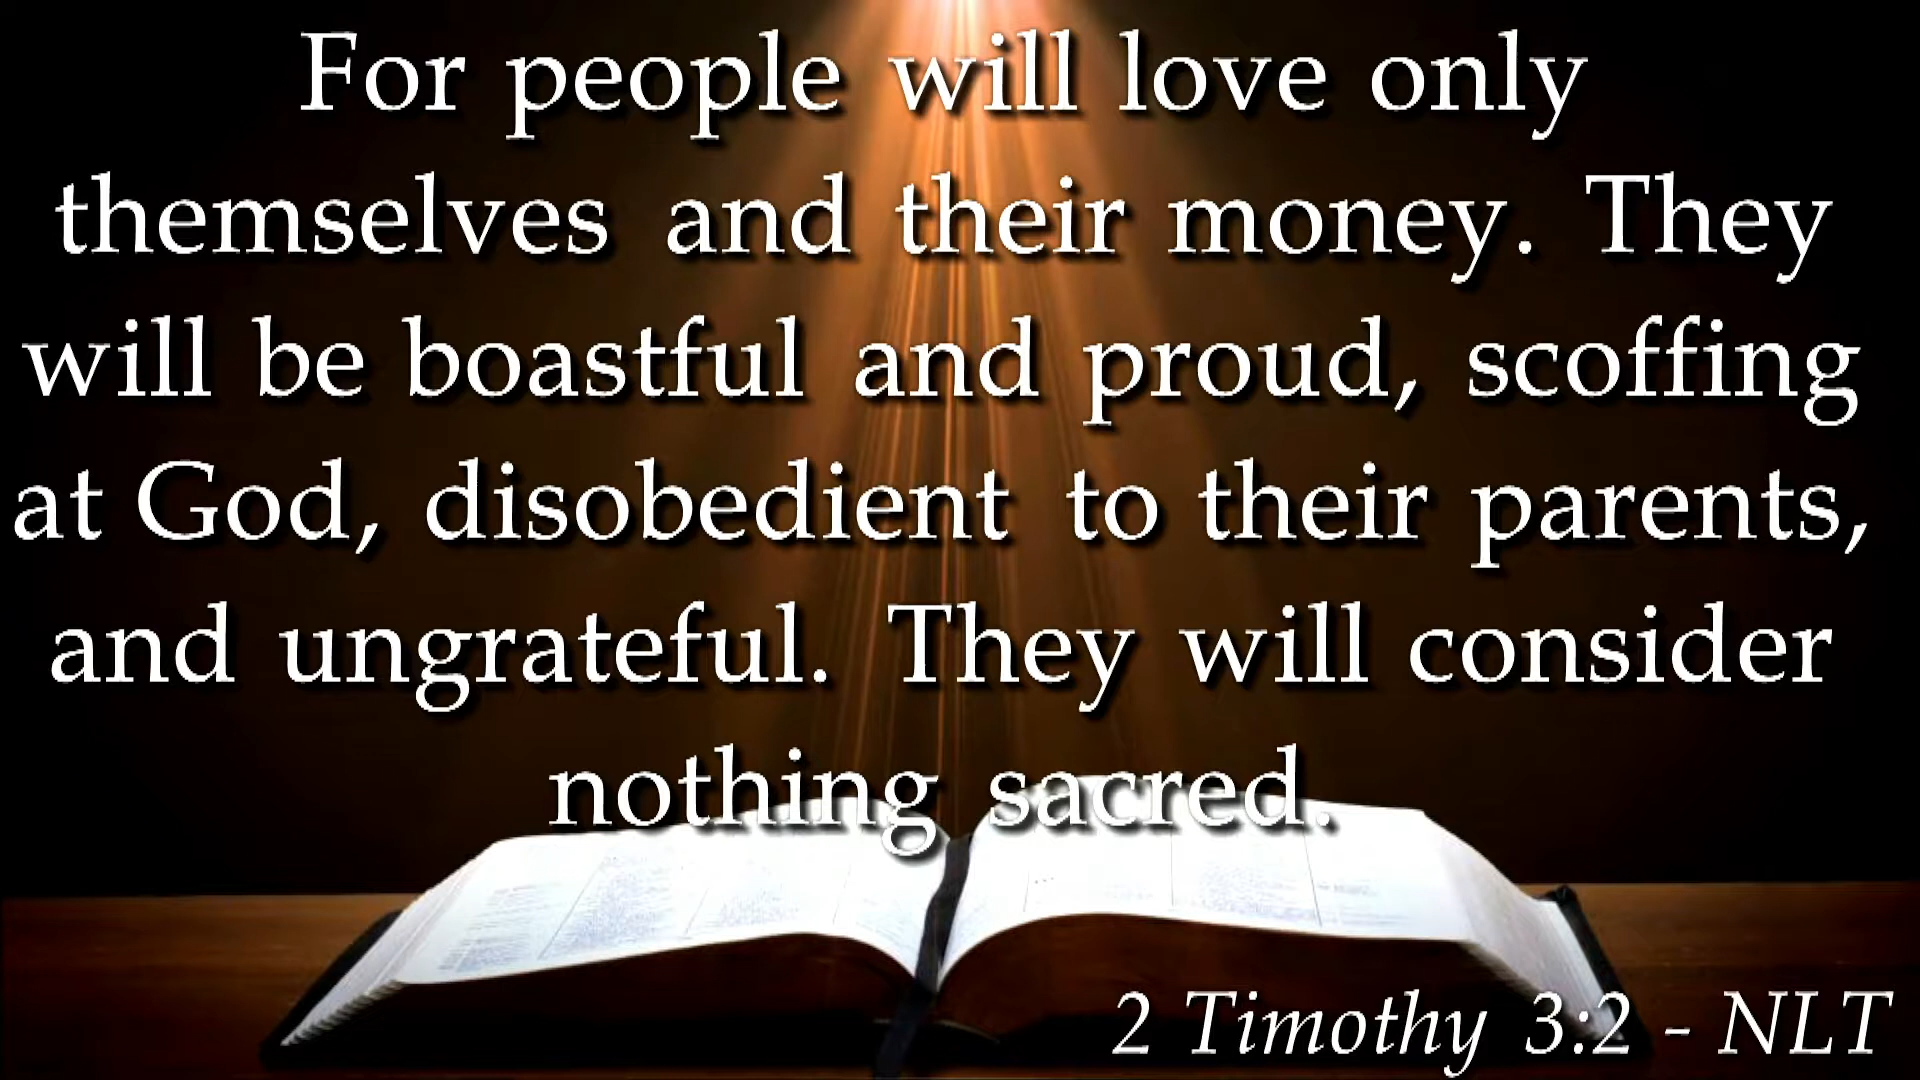 For people will love only
themselves and their money. They
will be boastful and proud, scoffing
at God, disobedient to their parents,
and ungrateful. They will consider
nothing sacred.
2 Timothy 3:2 - NLT